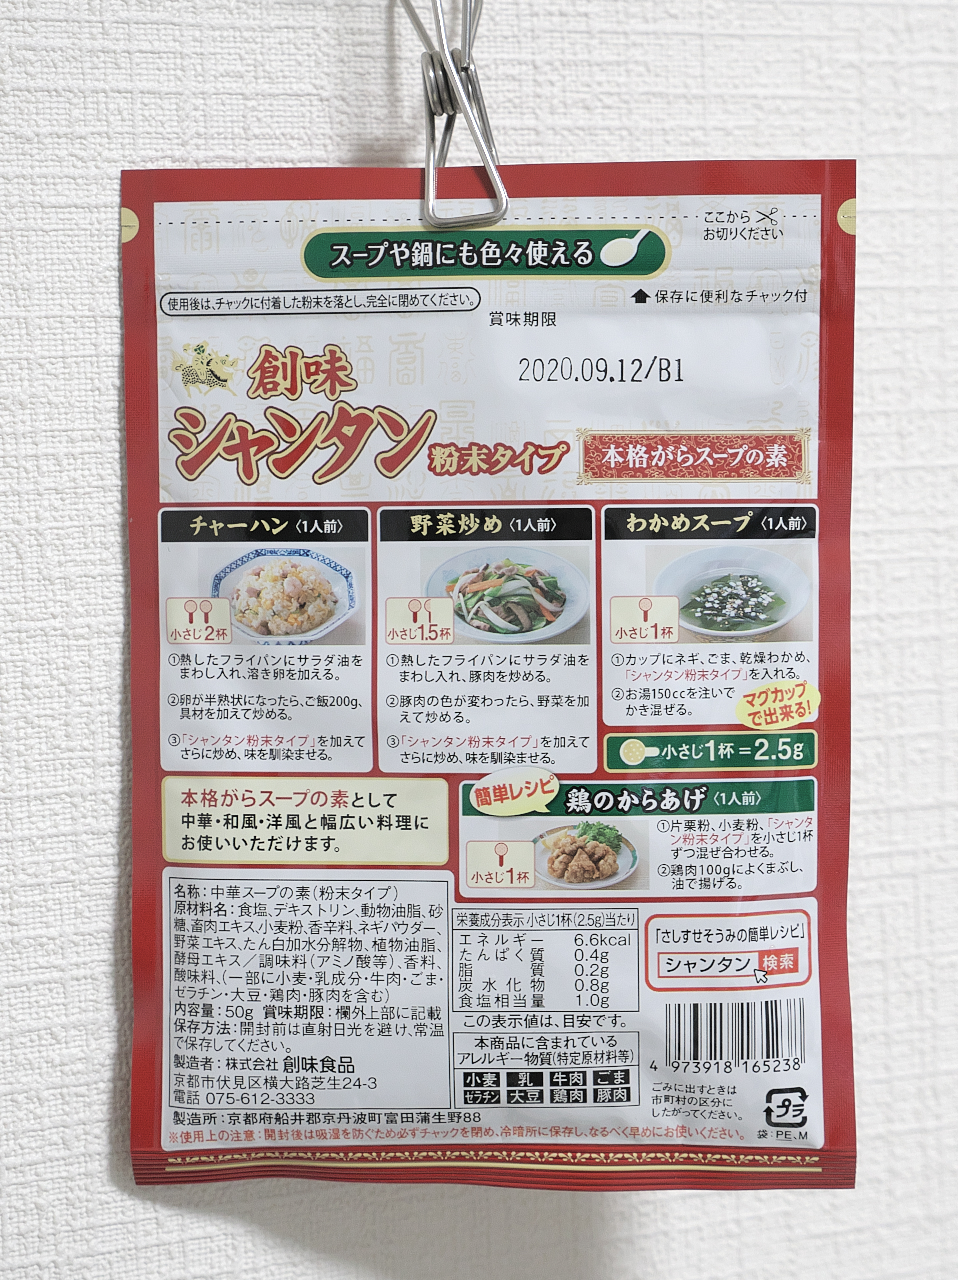 ここから
お切りください
スープや鍋にも色々使える
使用後は、チャックに付着した粉末を落とし、完全に閉めてください。
保存に便利なチャック付
賞味期限
2020.09.12/B1
創味
シャンタン 粉末タイプ
本格がらスープの素
チャーハン〈1人前〉
小さじ2杯
①熱したフライパンにサラダ油を
まわし入れ、溶き卵を加える。
②卵が半熟状になったら、ご飯200g、
具材を加えて炒める。
③「シャンタン粉末タイプ」を加えて
さらに炒め、味を馴染ませる。
野菜炒め〈1人前〉
小さじ1.5杯
①熱したフライパンにサラダ油を
まわし入れ、豚肉を炒める。
②豚肉の色が変わったら、野菜を加
えて炒める。
③「シャンタン粉末タイプ」を加えて
さらに炒め、味を馴染ませる。
わかめスープ〈1人前〉
小さじ1杯
①カップにネギ、ごま、乾燥わかめ、
「シャンタン粉末タイプ」を入れる。
②お湯150ccを注いで
かき混ぜる。
マグカップ
で出来る!
小さじ1杯=2.5g
本格がらスープの素として
中華・和風・洋風と幅広い料理に
お使いいただけます。
簡単レシピ
鶏のからあげ〈1人前〉
小さじ1杯
①片栗粉、小麦粉、「シャンタ
ン粉末タイプ」を小さじ1杯
ずつ混ぜ合わせる。
②鶏肉100gによくまぶし、
油で揚げる。
名称:中華スープの素(粉末タイプ)
原材料名:食塩、デキストリン、動物油脂、砂
糖、畜肉エキス、小麦粉、香辛料、ネギパウダー、
野菜エキス、たん白加水分解物、植物油脂、
酵母エキス/調味料(アミノ酸等)、香料、
酸味料、(一部に小麦・乳成分・牛肉・ごま・
ゼラチン・大豆・鶏肉・豚肉を含む)
内容量:50g 賞味期限:欄外上部に記載
保存方法:開封前は直射日光を避け、常温
で保存してください。
製造者:株式会社 創味食品
京都市伏見区横大路芝生24-3
電話 075-612-3333
製造所:京都府船井郡京丹波町富田蒲生野88
※使用上の注意:開封後は吸湿を防ぐため必ずチャックを閉め、冷暗所に保存し、なるべく早めにお使いください。
栄養成分表示 小さじ1杯(2.5g)当たり
エネルギー 6.6kcal
たんぱく質 0.4g
脂質 0.2g
炭水化物 0.8g
食塩相当量 1.0g
この表示値は、目安です。
本商品に含まれている
アレルギー物質(特定原材料等)
小麦 乳 牛肉 ごま
ゼラチン 大豆 鶏肉 豚肉
「さしすせそうみの簡単レシピ」
シャンタン 検索
4 973918 165238
ごみに出すときは
市町村の区分に
したがってください。
プラ
袋:PE、M